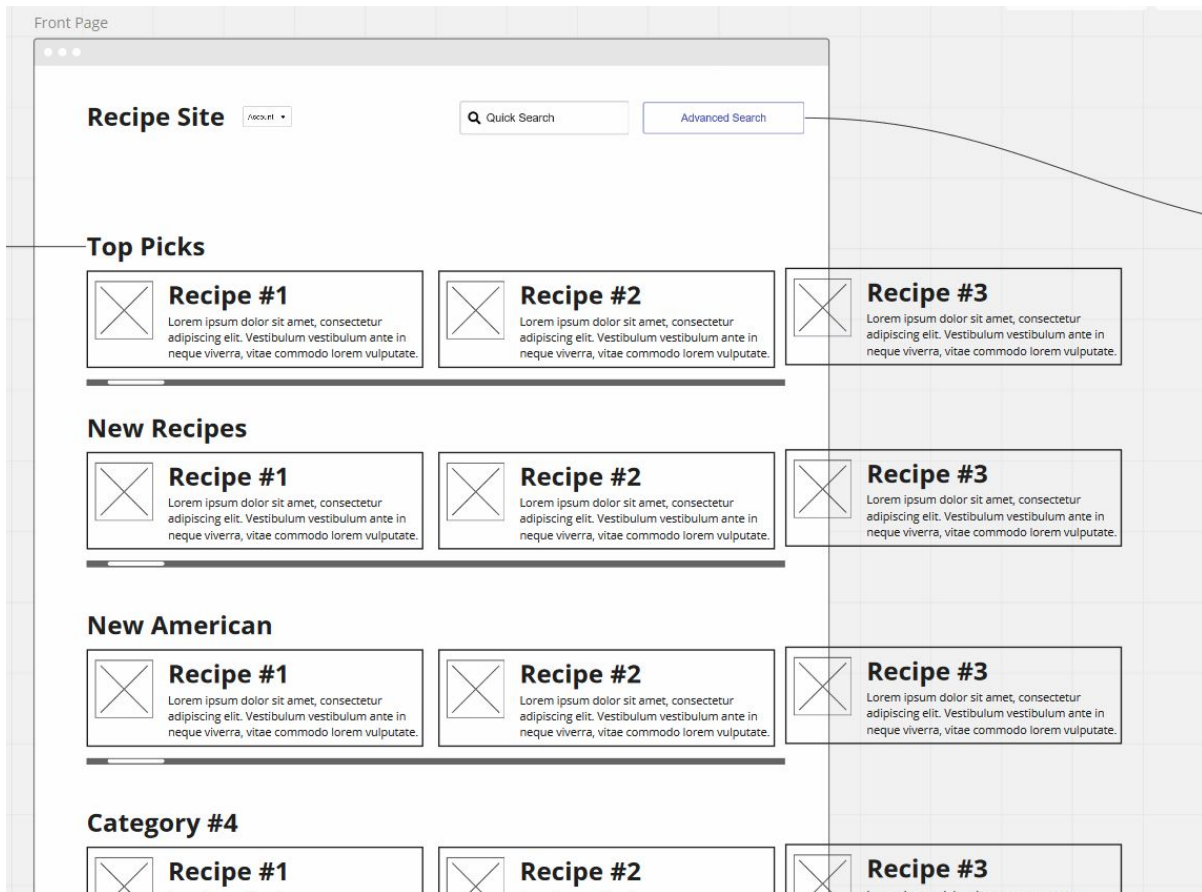 Front Page
Recipe Site
Account
Quick Search
Advanced Search
Top Picks
Recipe #1
Lorem ipsum dolor sit amet, consectetur
adipiscing elit. Vestibulum vestibulum ante in
neque viverra, vitae commodo lorem vulputate.
Recipe #2
Lorem ipsum dolor sit amet, consectetur
adipiscing elit. Vestibulum vestibulum ante in
neque viverra, vitae commodo lorem vulputate.
Recipe #3
Lorem ipsum dolor sit amet, consectetur
adipiscing elit. Vestibulum vestibulum ante in
neque viverra, vitae commodo lorem vulputate.
New Recipes
Recipe #1
Lorem ipsum dolor sit amet, consectetur
adipiscing elit. Vestibulum vestibulum ante in
neque viverra, vitae commodo lorem vulputate.
Recipe #2
Lorem ipsum dolor sit amet, consectetur
adipiscing elit. Vestibulum vestibulum ante in
neque viverra, vitae commodo lorem vulputate.
Recipe #3
Lorem ipsum dolor sit amet, consectetur
adipiscing elit. Vestibulum vestibulum ante in
neque viverra, vitae commodo lorem vulputate.
New American
Recipe #1
Lorem ipsum dolor sit amet, consectetur
adipiscing elit. Vestibulum vestibulum ante in
neque viverra, vitae commodo lorem vulputate.
Recipe #2
Lorem ipsum dolor sit amet, consectetur
adipiscing elit. Vestibulum vestibulum ante in
neque viverra, vitae commodo lorem vulputate.
Recipe #3
Lorem ipsum dolor sit amet, consectetur
adipiscing elit. Vestibulum vestibulum ante in
neque viverra, vitae commodo lorem vulputate.
Category #4
Recipe #1
Recipe #2
Recipe #3